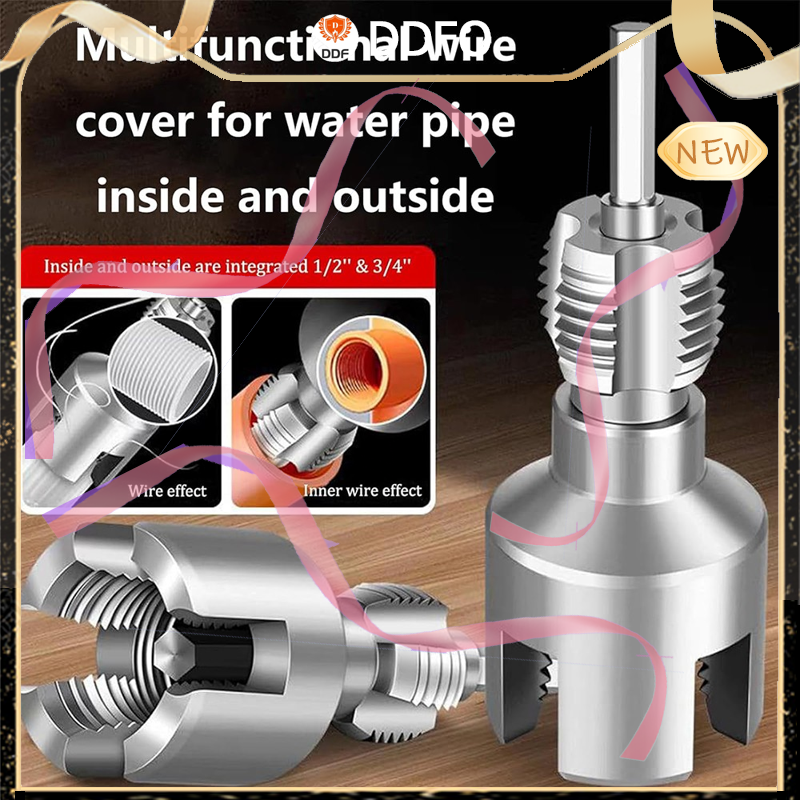 DDFO
DDF
Multifunctional wire
cover for water pipe
inside and outside
NEW
Inside and outside are integrated 1/2" & 3/4"
Wire effect
Inner wire effect